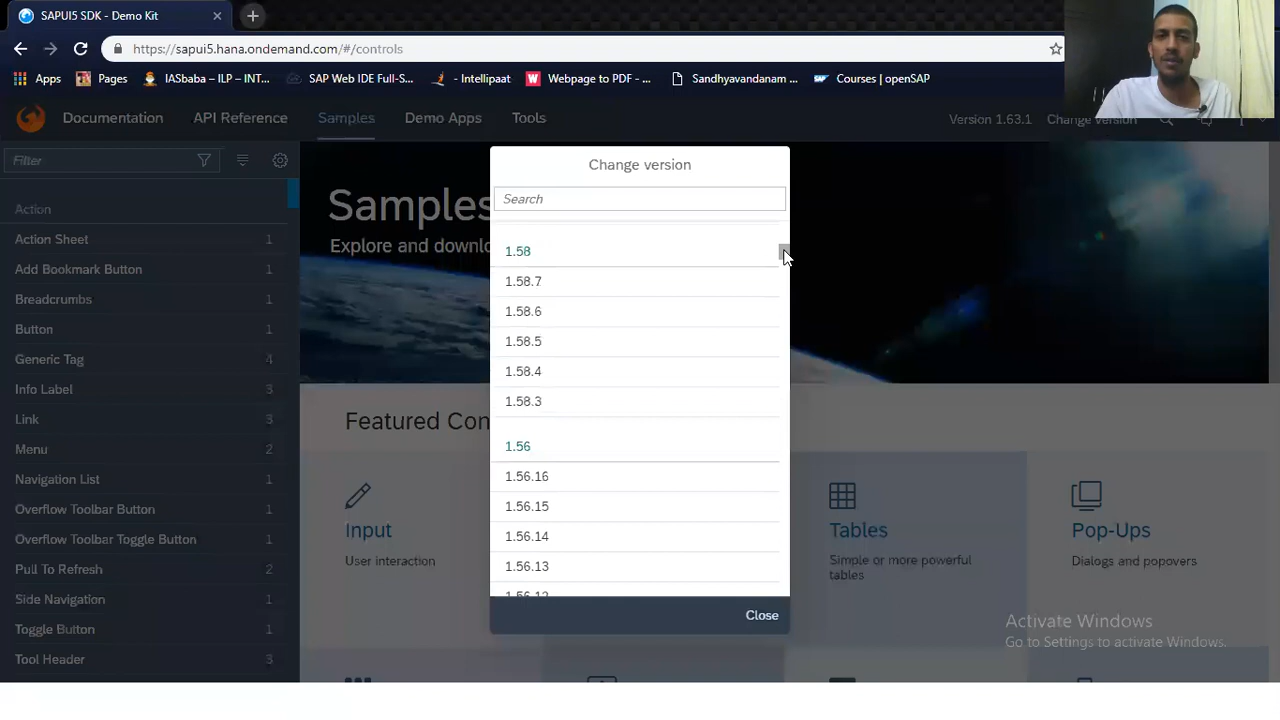 SAPUI5 SDK - Demo Kit
https://sapui5.hana.ondemand.com/#/controls
Apps Pages IASbaba – ILP – INT... SAP Web IDE Full-S... - Intellipaat Webpage to PDF - ... Sandhyavandanam ... Courses | openSAP
Documentation API Reference Samples Demo Apps Tools Version 1.63.1 Change version
Filter
Action
Action Sheet 1
Add Bookmark Button 1
Breadcrumbs 1
Button 1
Generic Tag 4
Info Label 3
Link 3
Menu 2
Navigation List 1
Overflow Toolbar Button 1
Overflow Toolbar Toggle Button 1
Pull To Refresh 2
Side Navigation 1
Toggle Button 1
Tool Header 3
Samples
Explore and downlo
Featured Con
Input
User interaction
Tables
Simple or more powerful
tables
Pop-Ups
Dialogs and popovers
Change version
Search
1.58
1.58.7
1.58.6
1.58.5
1.58.4
1.58.3
1.56
1.56.16
1.56.15
1.56.14
1.56.13
1.56.12
Close
Activate Windows
Go to Settings to activate Windows.